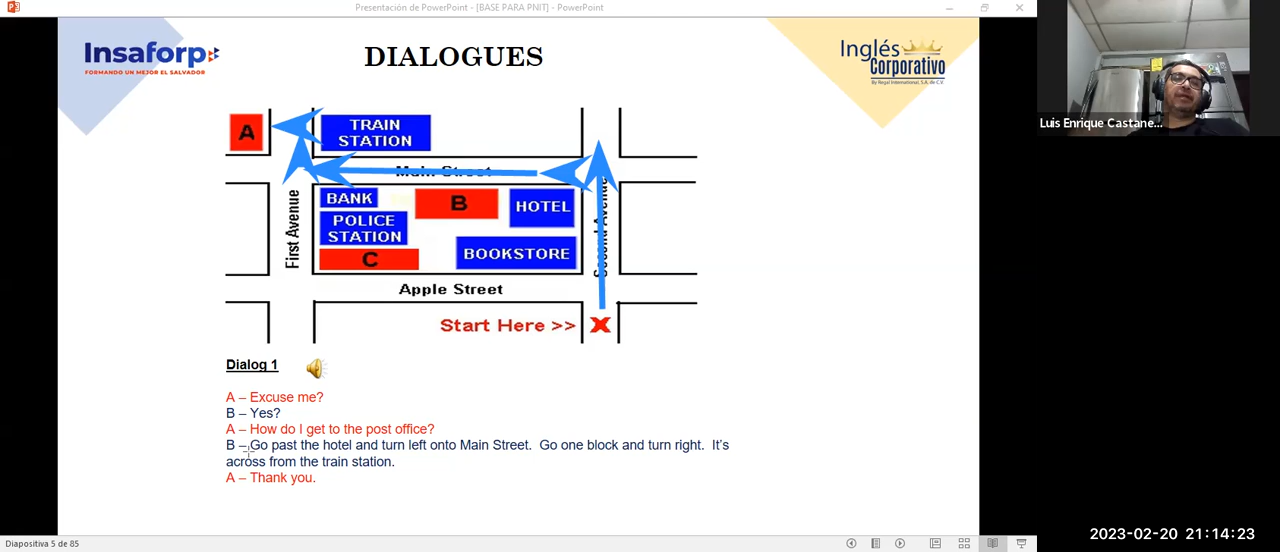 Presentación de PowerPoint - [BASE PARA PNIT] - PowerPoint
Insaforp
FORMANDO UN MEJOR EL SALVADOR
DIALOGUES
Inglés
Corporativo
By Regal International, S.A. de C.V.
Luis Enrique Castane...
A
TRAIN
STATION
Main Street
BANK
B
HOTEL
POLICE
STATION
First Avenue
Second Avenue
C
BOOKSTORE
Apple Street
Start Here >> X
Dialog 1
A – Excuse me?
B – Yes?
A – How do I get to the post office?
B – Go past the hotel and turn left onto Main Street. Go one block and turn right. It’s
across from the train station.
A – Thank you.
Diapositiva 5 de 85
2023-02-20 21:14:23